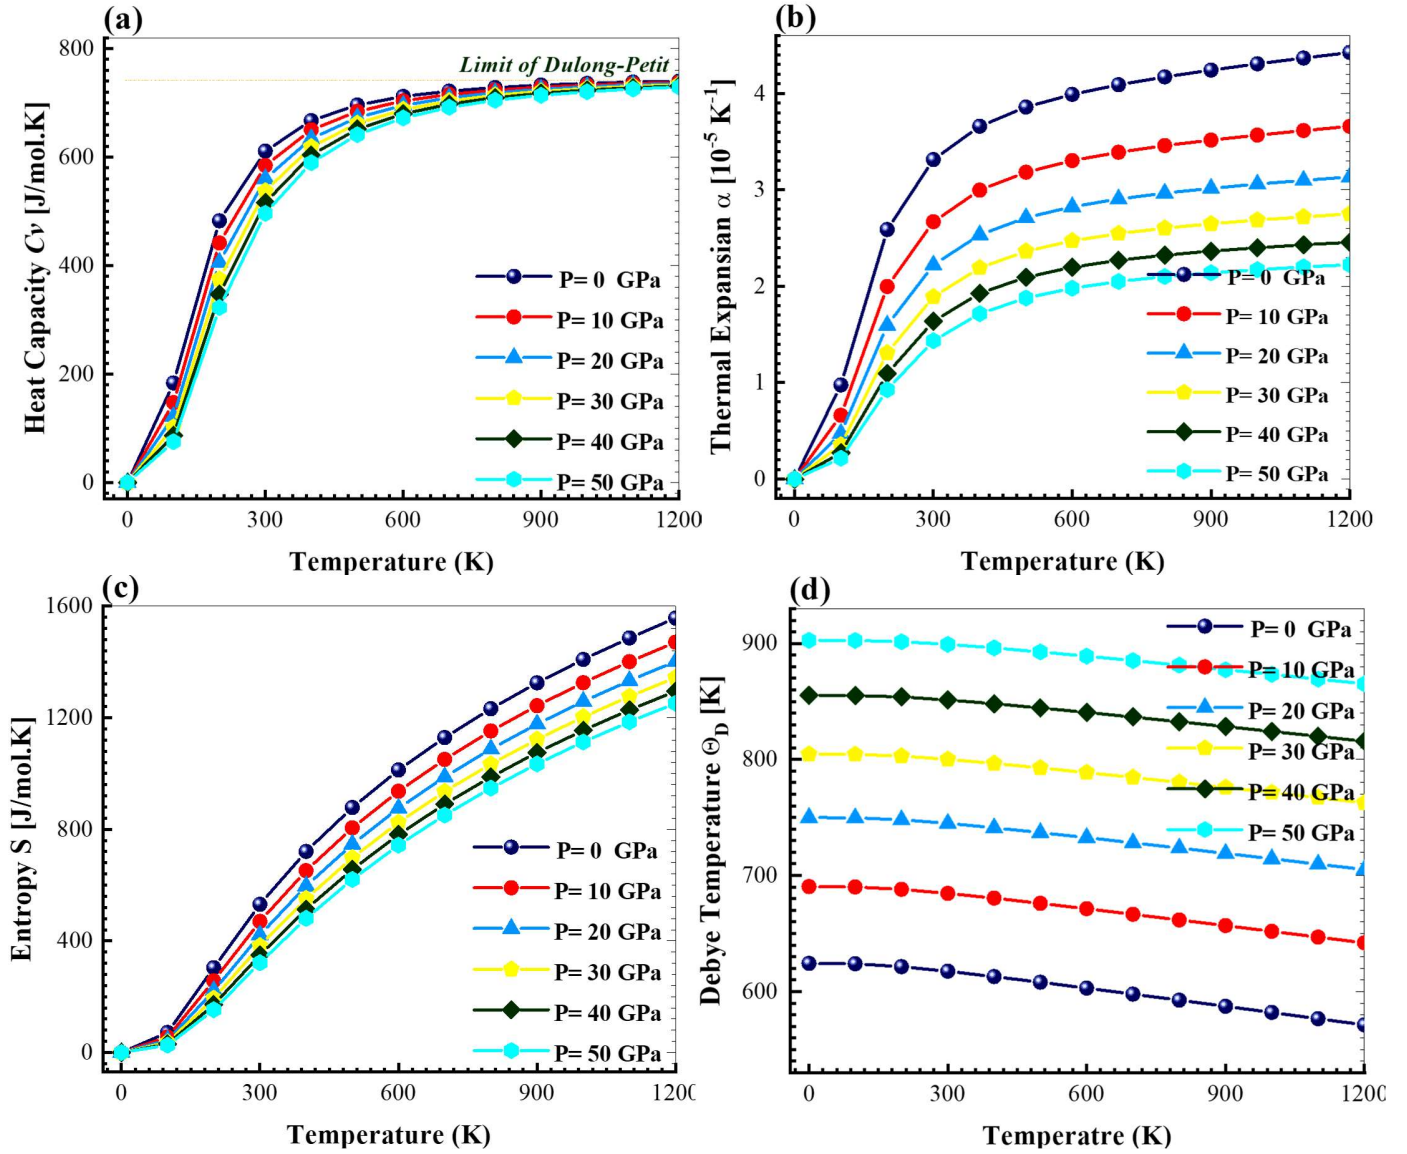 (a)
800
600
400
200
0
Heat Capacity Cv [J/mol.K]
Limit of Dulong-Petit
P= 0 GPa
P= 10 GPa
P= 20 GPa
P= 30 GPa
P= 40 GPa
P= 50 GPa
0 300 600 900 1200
Temperature (K)
(b)
4
3
2
1
0
Thermal Expansian α [10⁻⁵ K⁻¹]
P= 0 GPa
P= 10 GPa
P= 20 GPa
P= 30 GPa
P= 40 GPa
P= 50 GPa
0 300 600 900 1200
Temperature (K)
(c)
1600
1200
800
400
0
Entropy S [J/mol.K]
P= 0 GPa
P= 10 GPa
P= 20 GPa
P= 30 GPa
P= 40 GPa
P= 50 GPa
0 300 600 900 1200
Temperature (K)
(d)
900
800
700
600
Debye Temperature Θ_D [K]
P= 0 GPa
P= 10 GPa
P= 20 GPa
P= 30 GPa
P= 40 GPa
P= 50 GPa
0 300 600 900 1200
Temperatre (K)